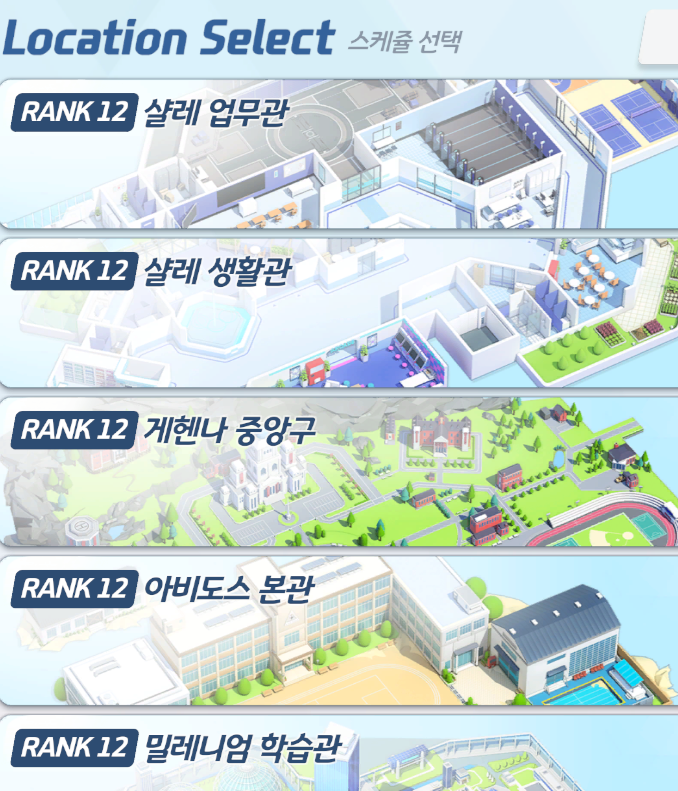 Location Select 스케쥴 선택
RANK 12 샬레 업무관
RANK 12 샬레 생활관
RANK 12 게헨나 중앙구
RANK 12 아비도스 본관
RANK 12 밀레니엄 학습관